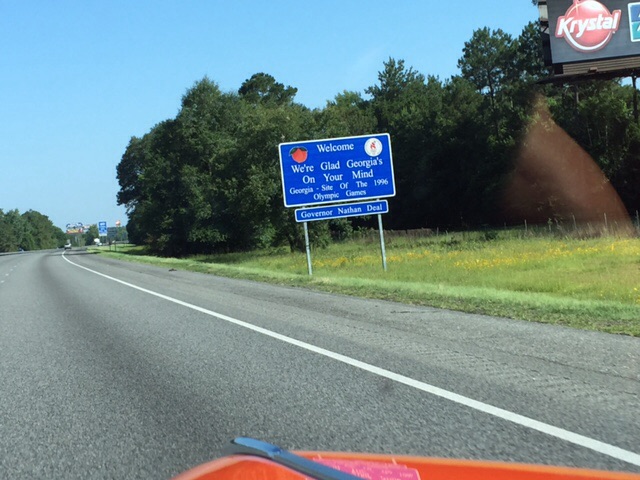 Krystal
Welcome
We're Glad Georgia's
On Your Mind
Georgia - Site Of The 1996
Olympic Games
Governor Nathan Deal